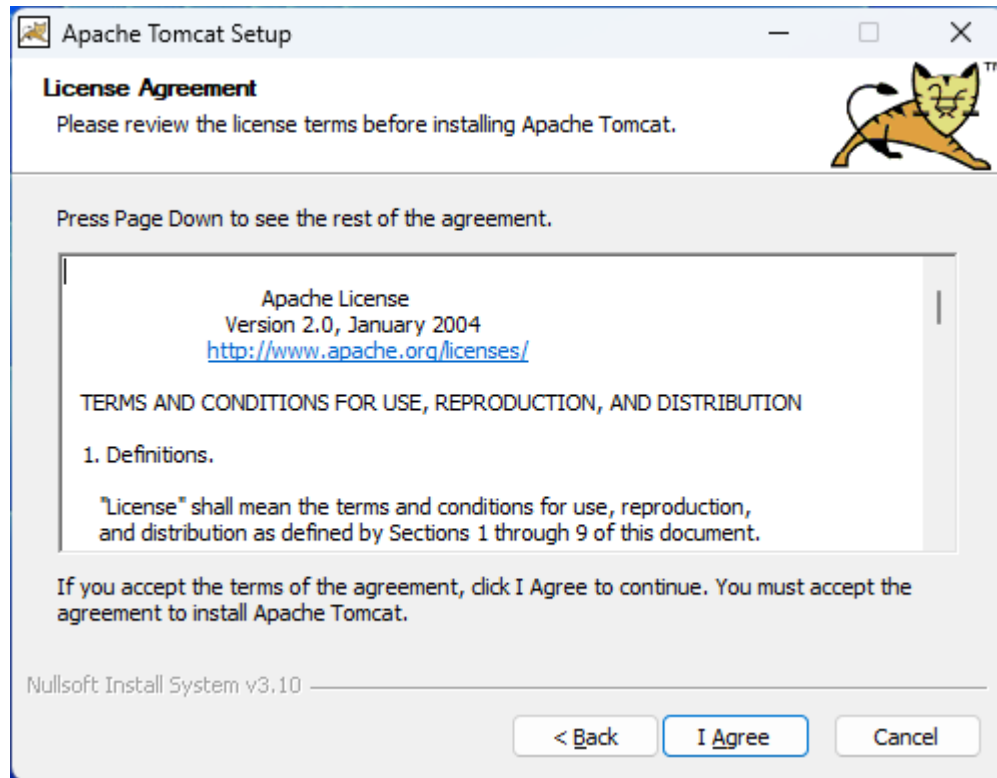 Apache Tomcat Setup
License Agreement
Please review the license terms before installing Apache Tomcat.
TM
Press Page Down to see the rest of the agreement.
Apache License
Version 2.0, January 2004
http://www.apache.org/licenses/
TERMS AND CONDITIONS FOR USE, REPRODUCTION, AND DISTRIBUTION
1. Definitions.
"License" shall mean the terms and conditions for use, reproduction,
and distribution as defined by Sections 1 through 9 of this document.
If you accept the terms of the agreement, click I Agree to continue. You must accept the
agreement to install Apache Tomcat.
Nullsoft Install System v3.10
< Back I Agree Cancel